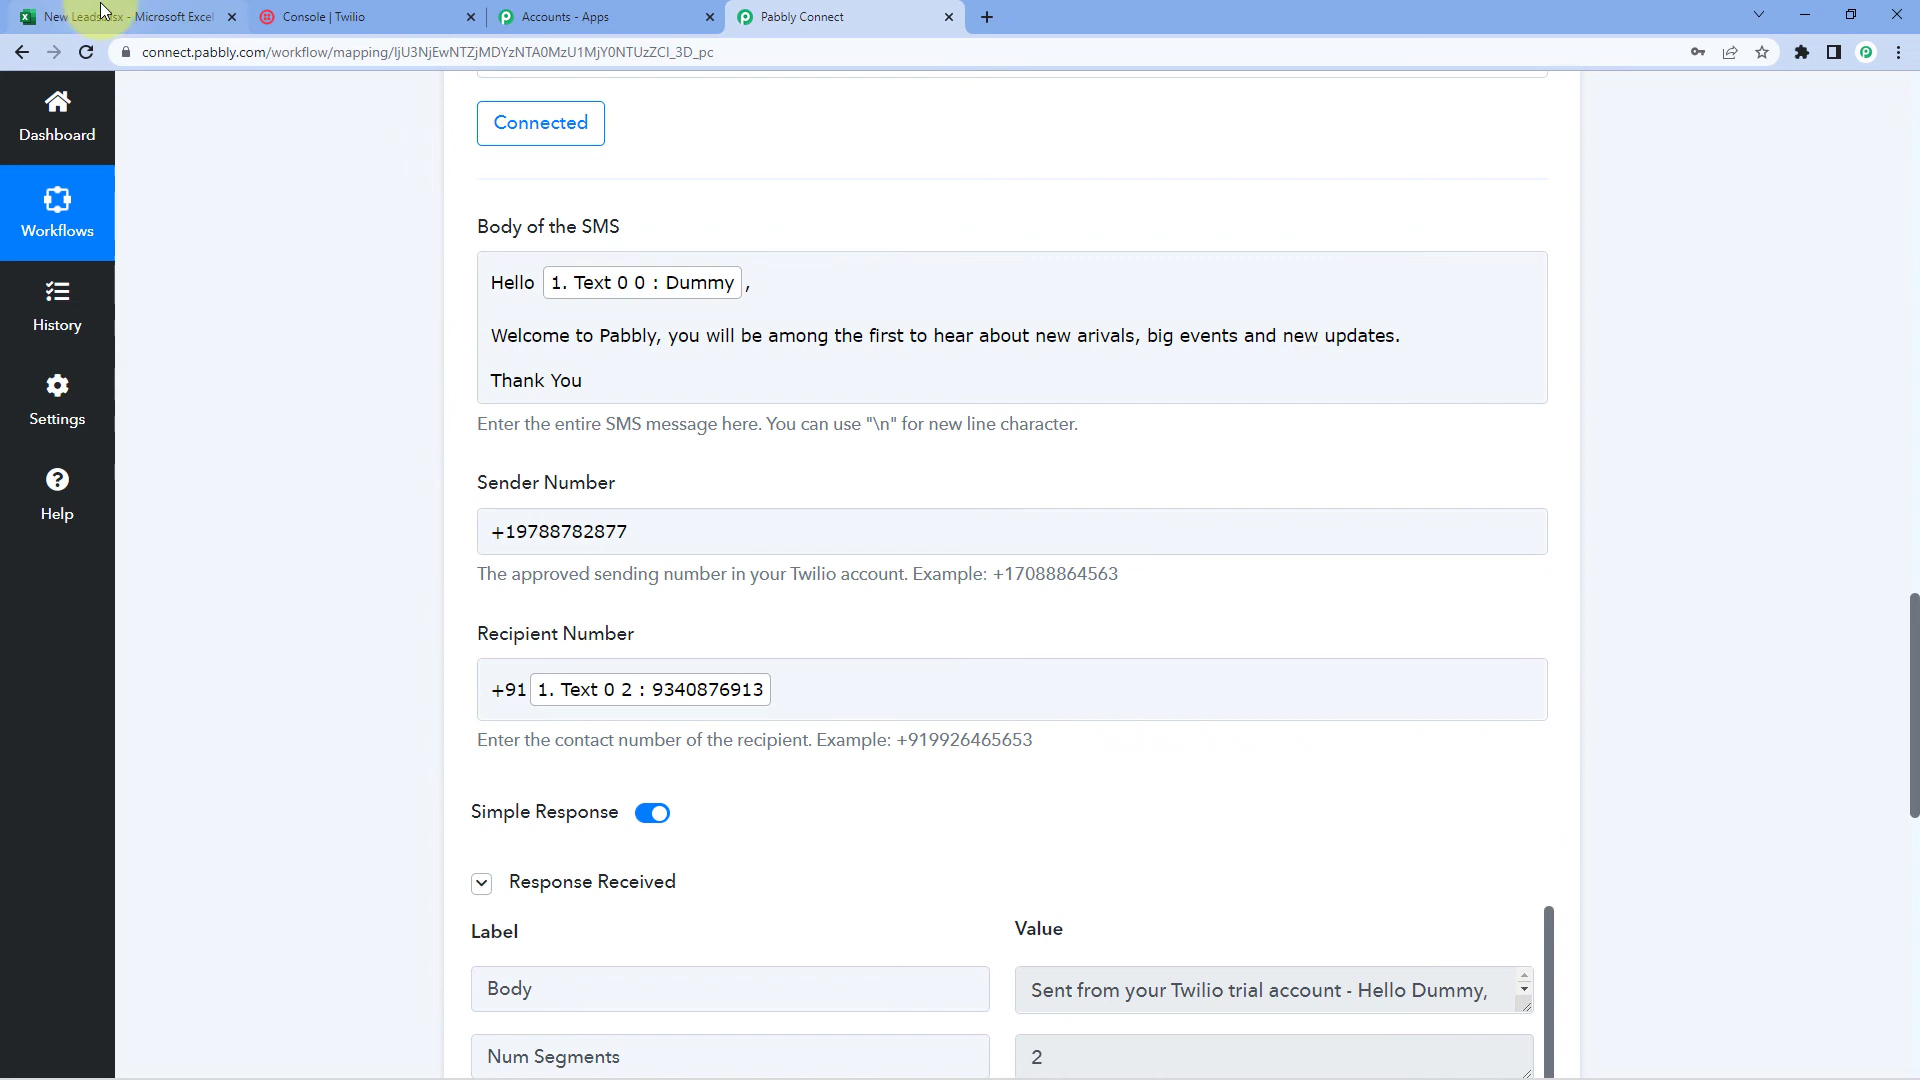 New Leads.xlsx - Microsoft Excel
Console | Twilio
Accounts - Apps
Pabbly Connect
connect.pabbly.com/workflow/mapping/IjU3NjEwNTZjMDYzNTA0MzU1MjY0NTUzZCI_3D_pc
Dashboard
Workflows
History
Settings
Help
Connected
Body of the SMS
Hello 1. Text 0 0 : Dummy ,
Welcome to Pabbly, you will be among the first to hear about new arivals, big events and new updates.
Thank You
Enter the entire SMS message here. You can use "\n" for new line character.
Sender Number
+19788782877
The approved sending number in your Twilio account. Example: +17088864563
Recipient Number
+91 1. Text 0 2 : 9340876913
Enter the contact number of the recipient. Example: +919926465653
Simple Response
Response Received
Label Value
Body Sent from your Twilio trial account - Hello Dummy,
Num Segments 2